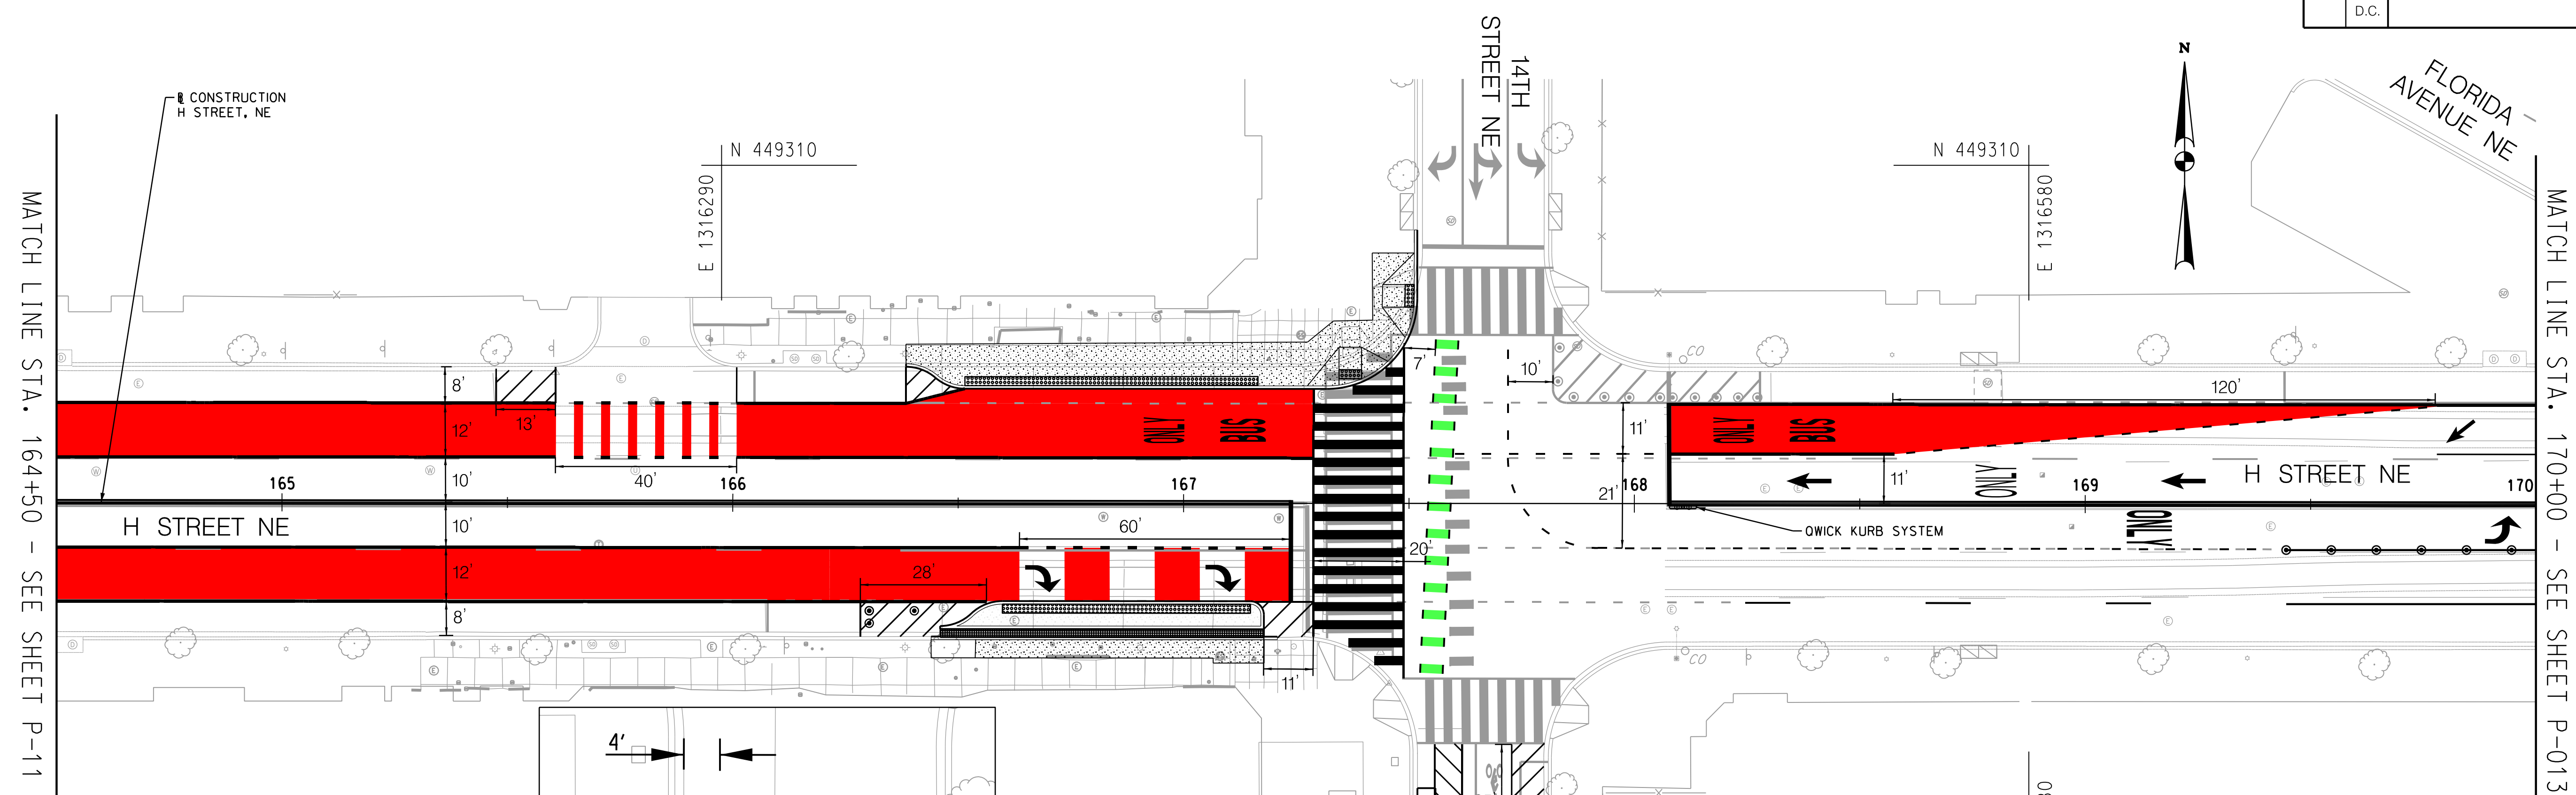 D.C.
STREET NE
14TH
N
FLORIDA
AVENUE NE
℄ CONSTRUCTION
H STREET, NE
N 449310
E 1316290
N 449310
E 1316580
MATCH LINE STA. 164+50 - SEE SHEET P-11
MATCH LINE STA. 170+00 - SEE SHEET P-013
CO
7'
10'
120'
8'
13'
12'
ONLY
BUS
ONLY
BUS
11'
10'
40'
165
166
167
168
169
170
21'
11'
ONLY
H STREET NE
H STREET NE
10'
60'
QWICK KURB SYSTEM
ONLY
20'
12'
28'
8'
11'
CO
4'